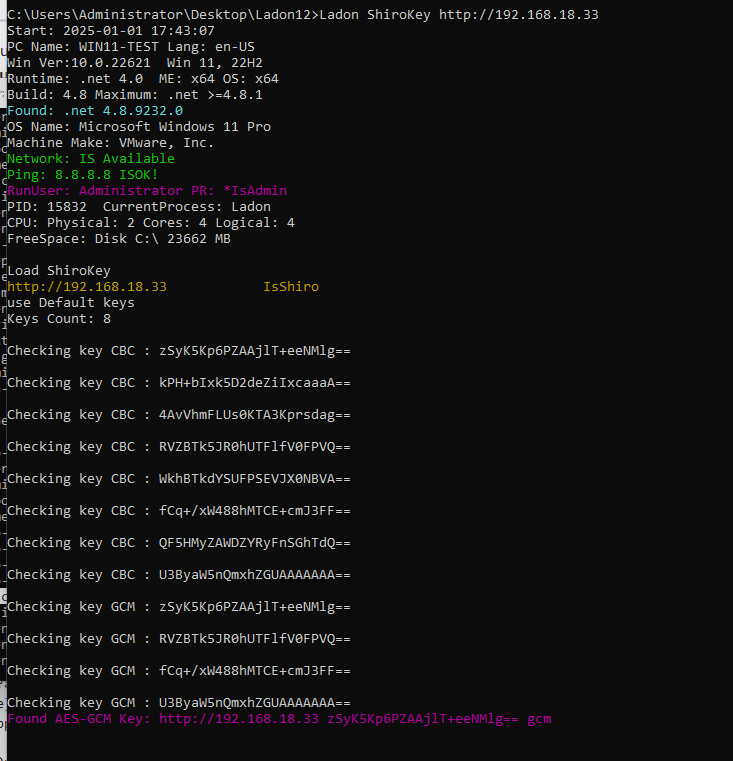 C:\Users\Administrator\Desktop\Ladon12>Ladon ShiroKey http://192.168.18.33
Start: 2025-01-01 17:43:07
PC Name: WIN11-TEST Lang: en-US
Win Ver:10.0.22621  Win 11, 22H2
Runtime: .net 4.0  ME: x64 OS: x64
Build: 4.8 Maximum: .net >=4.8.1
Found: .net 4.8.9232.0
OS Name: Microsoft Windows 11 Pro
Machine Make: VMware, Inc.
Network: IS Available
Ping: 8.8.8.8 ISOK!
RunUser: Administrator PR: *IsAdmin
PID: 15832  CurrentProcess: Ladon
CPU: Physical: 2 Cores: 4 Logical: 4
FreeSpace: Disk C:\ 23662 MB
Load ShiroKey
http://192.168.18.33            IsShiro
use Default keys
Keys Count: 8
Checking key CBC : zSyK5Kp6PZAAjlT+eeNMlg==
Checking key CBC : kPH+bIxk5D2deZiIxcaaaA==
Checking key CBC : 4AvVhmFLUs0KTA3Kprsdag==
Checking key CBC : RVZBTk5JR0hUTFlfV0FPVQ==
Checking key CBC : WkhBTkdYSUFPSEVJX0NBVA==
Checking key CBC : fCq+/xW488hMTCE+cmJ3FF==
Checking key CBC : QF5HMyZAWDZYRyFnSGhTdQ==
Checking key CBC : U3ByaW5nQmxhZGUAAAAAAA==
Checking key GCM : zSyK5Kp6PZAAjlT+eeNMlg==
Checking key GCM : RVZBTk5JR0hUTFlfV0FPVQ==
Checking key GCM : fCq+/xW488hMTCE+cmJ3FF==
Checking key GCM : U3ByaW5nQmxhZGUAAAAAAA==
Found AES-GCM Key: http://192.168.18.33 zSyK5Kp6PZAAjlT+eeNMlg== gcm